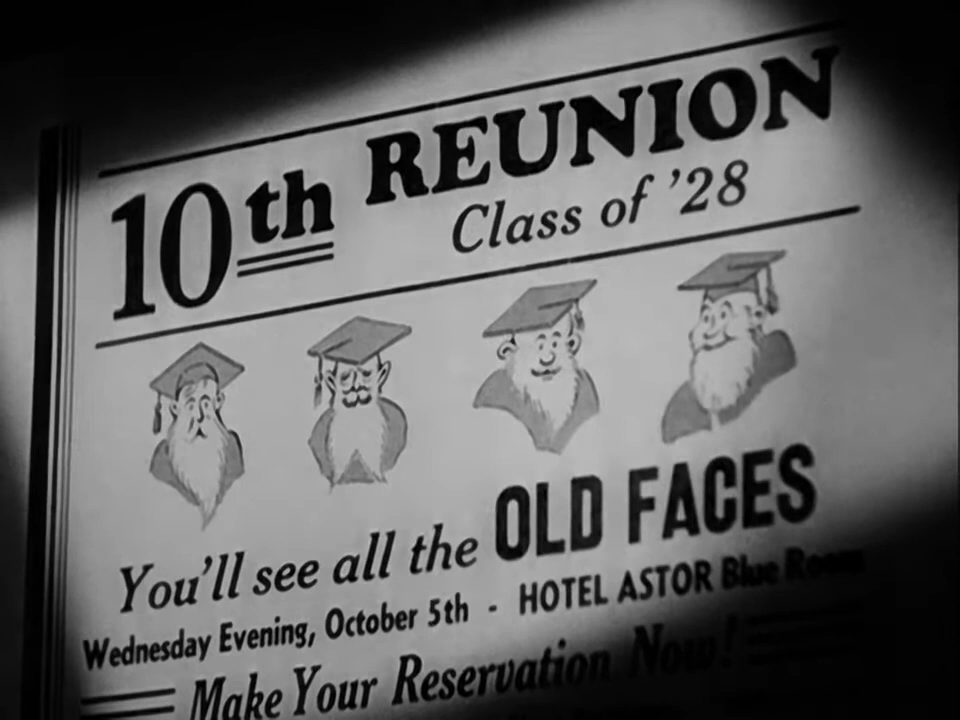 10th REUNION
Class of '28
You'll see all the OLD FACES
Wednesday Evening, October 5th - HOTEL ASTOR Blue Room
Make Your Reservation Now!